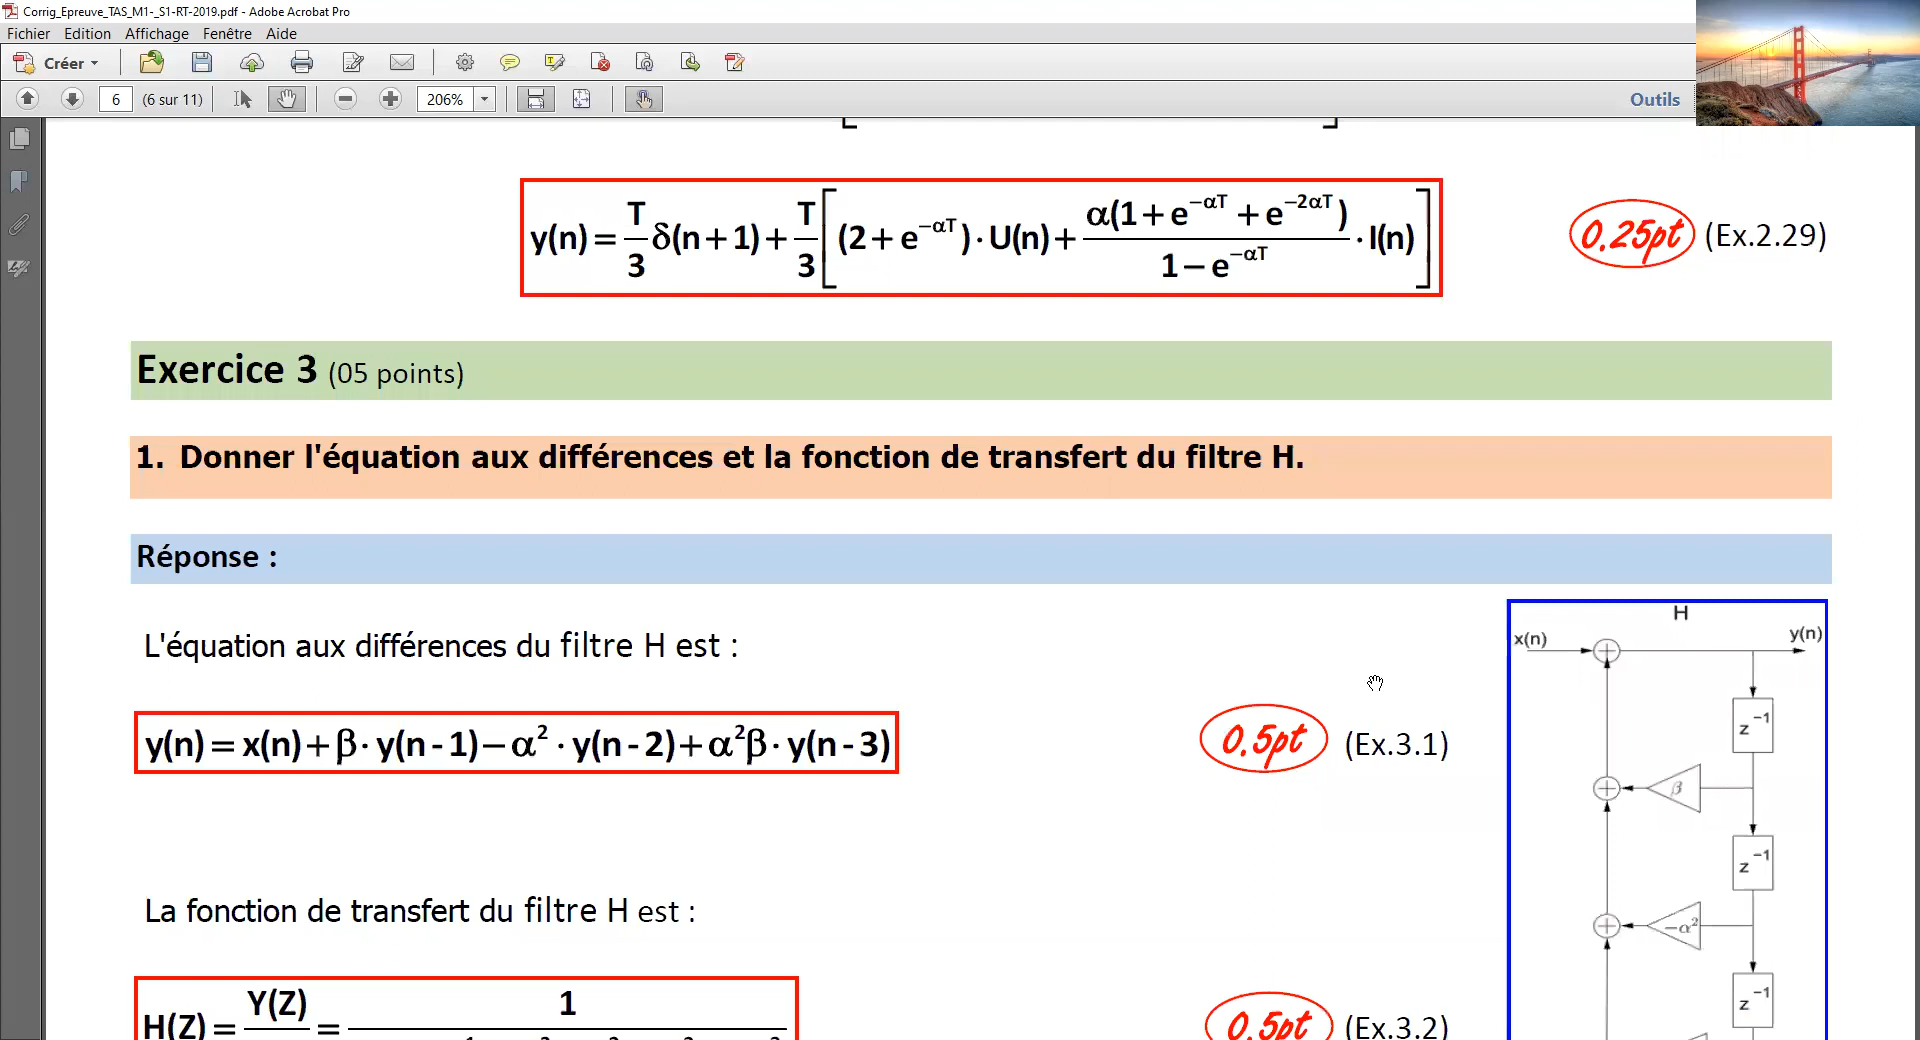 Corrig_Epreuve_TAS_M1-_S1-RT-2019.pdf - Adobe Acrobat Pro
Fichier Edition Affichage Fenêtre Aide
Créer
6 (6 sur 11) 206% Outils
y(n) = T/3 δ(n+1) + T/3 [ (2 + e^{−αT}) · U(n) + α(1 + e^{−αT} + e^{−2αT}) / (1 − e^{−αT}) · I(n) ] 0.25pt (Ex.2.29)
Exercice 3 (05 points)
1. Donner l'équation aux différences et la fonction de transfert du filtre H.
Réponse :
L'équation aux différences du filtre H est :
y(n) = x(n) + β · y(n - 1) − α² · y(n - 2) + α²β · y(n - 3) 0.5pt (Ex.3.1)
La fonction de transfert du filtre H est :
H(Z) = Y(Z) = 1 0.5pt (Ex.3.2)
H
x(n) y(n)
z⁻¹
β
z⁻¹
−α²
z⁻¹